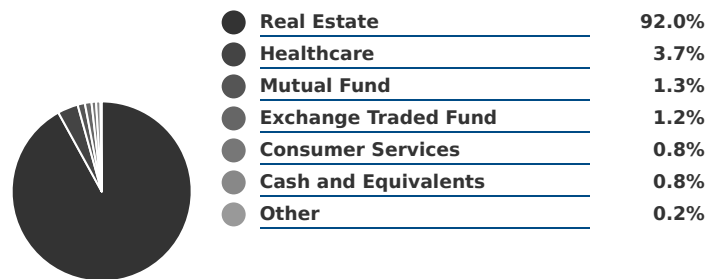 Real Estate 92.0%
Healthcare 3.7%
Mutual Fund 1.3%
Exchange Traded Fund 1.2%
Consumer Services 0.8%
Cash and Equivalents 0.8%
Other 0.2%